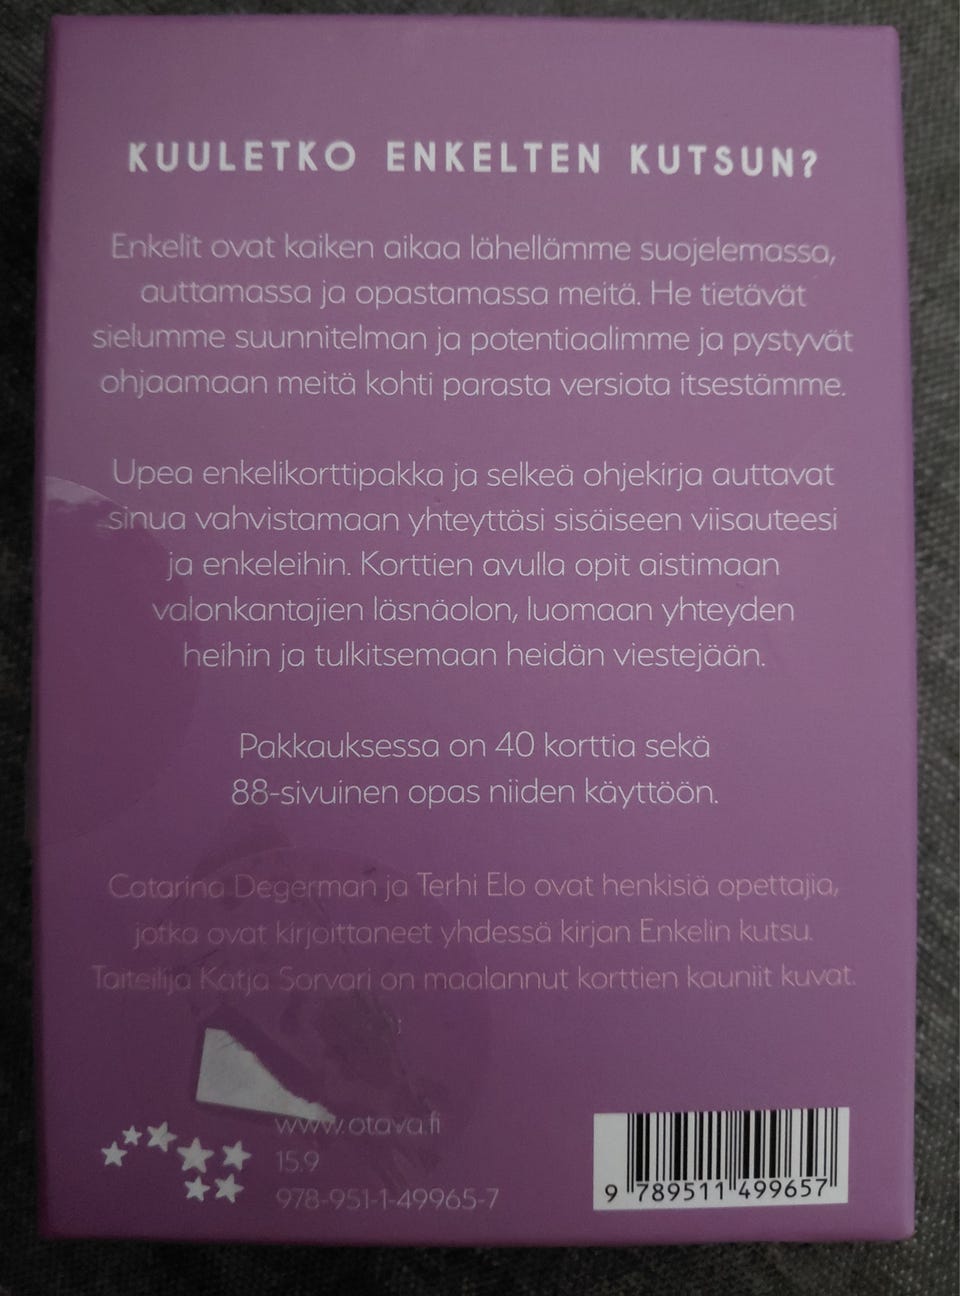 KUULETKO ENKELTEN KUTSUN?
Enkelit ovat kaiken aikaa lähellämme suojelemassa,
auttamassa ja opastamassa meitä. He tietävät
sielumme suunnitelman ja potentiaalimme ja pystyvät
ohjaamaan meitä kohti parasta versiota itsestämme.
Upea enkelikorttipakka ja selkeä ohjekirja auttavat
sinua vahvistamaan yhteyttäsi sisäiseen viisauteesi
ja enkeleihin. Korttien avulla opit aistimaan
valonkantajien läsnäolon, luomaan yhteyden
heihin ja tulkitsemaan heidän viestejään.
Pakkauksessa on 40 korttia sekä
88-sivuinen opas niiden käyttöön.
Catarina Degerman ja Terhi Elo ovat henkisiä opettajia,
jotka ovat kirjoittaneet yhdessä kirjan Enkelin kutsu.
Taiteilija Katja Sorvari on maalannut korttien kauniit kuvat.
www.otava.fi
15.9
978-951-1-49965-7
9 789511 499657